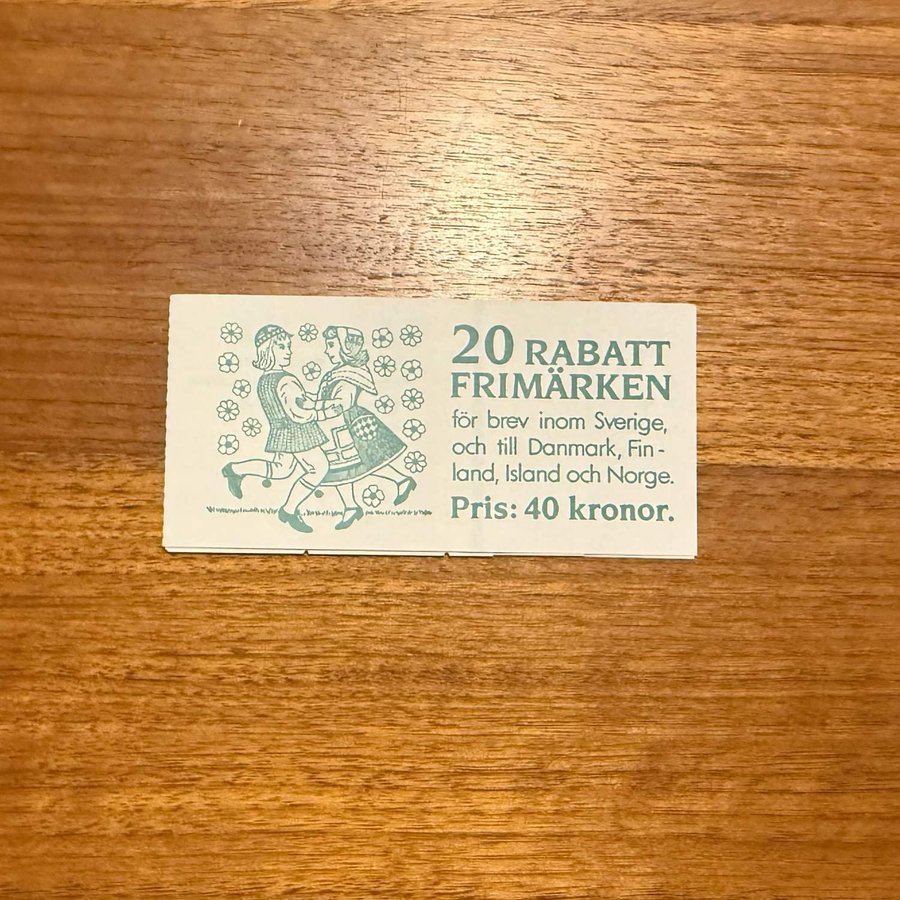 20 RABATT
FRIMÄRKEN
för brev inom Sverige,
och till Danmark, Fin-
land, Island och Norge.
Pris: 40 kronor.